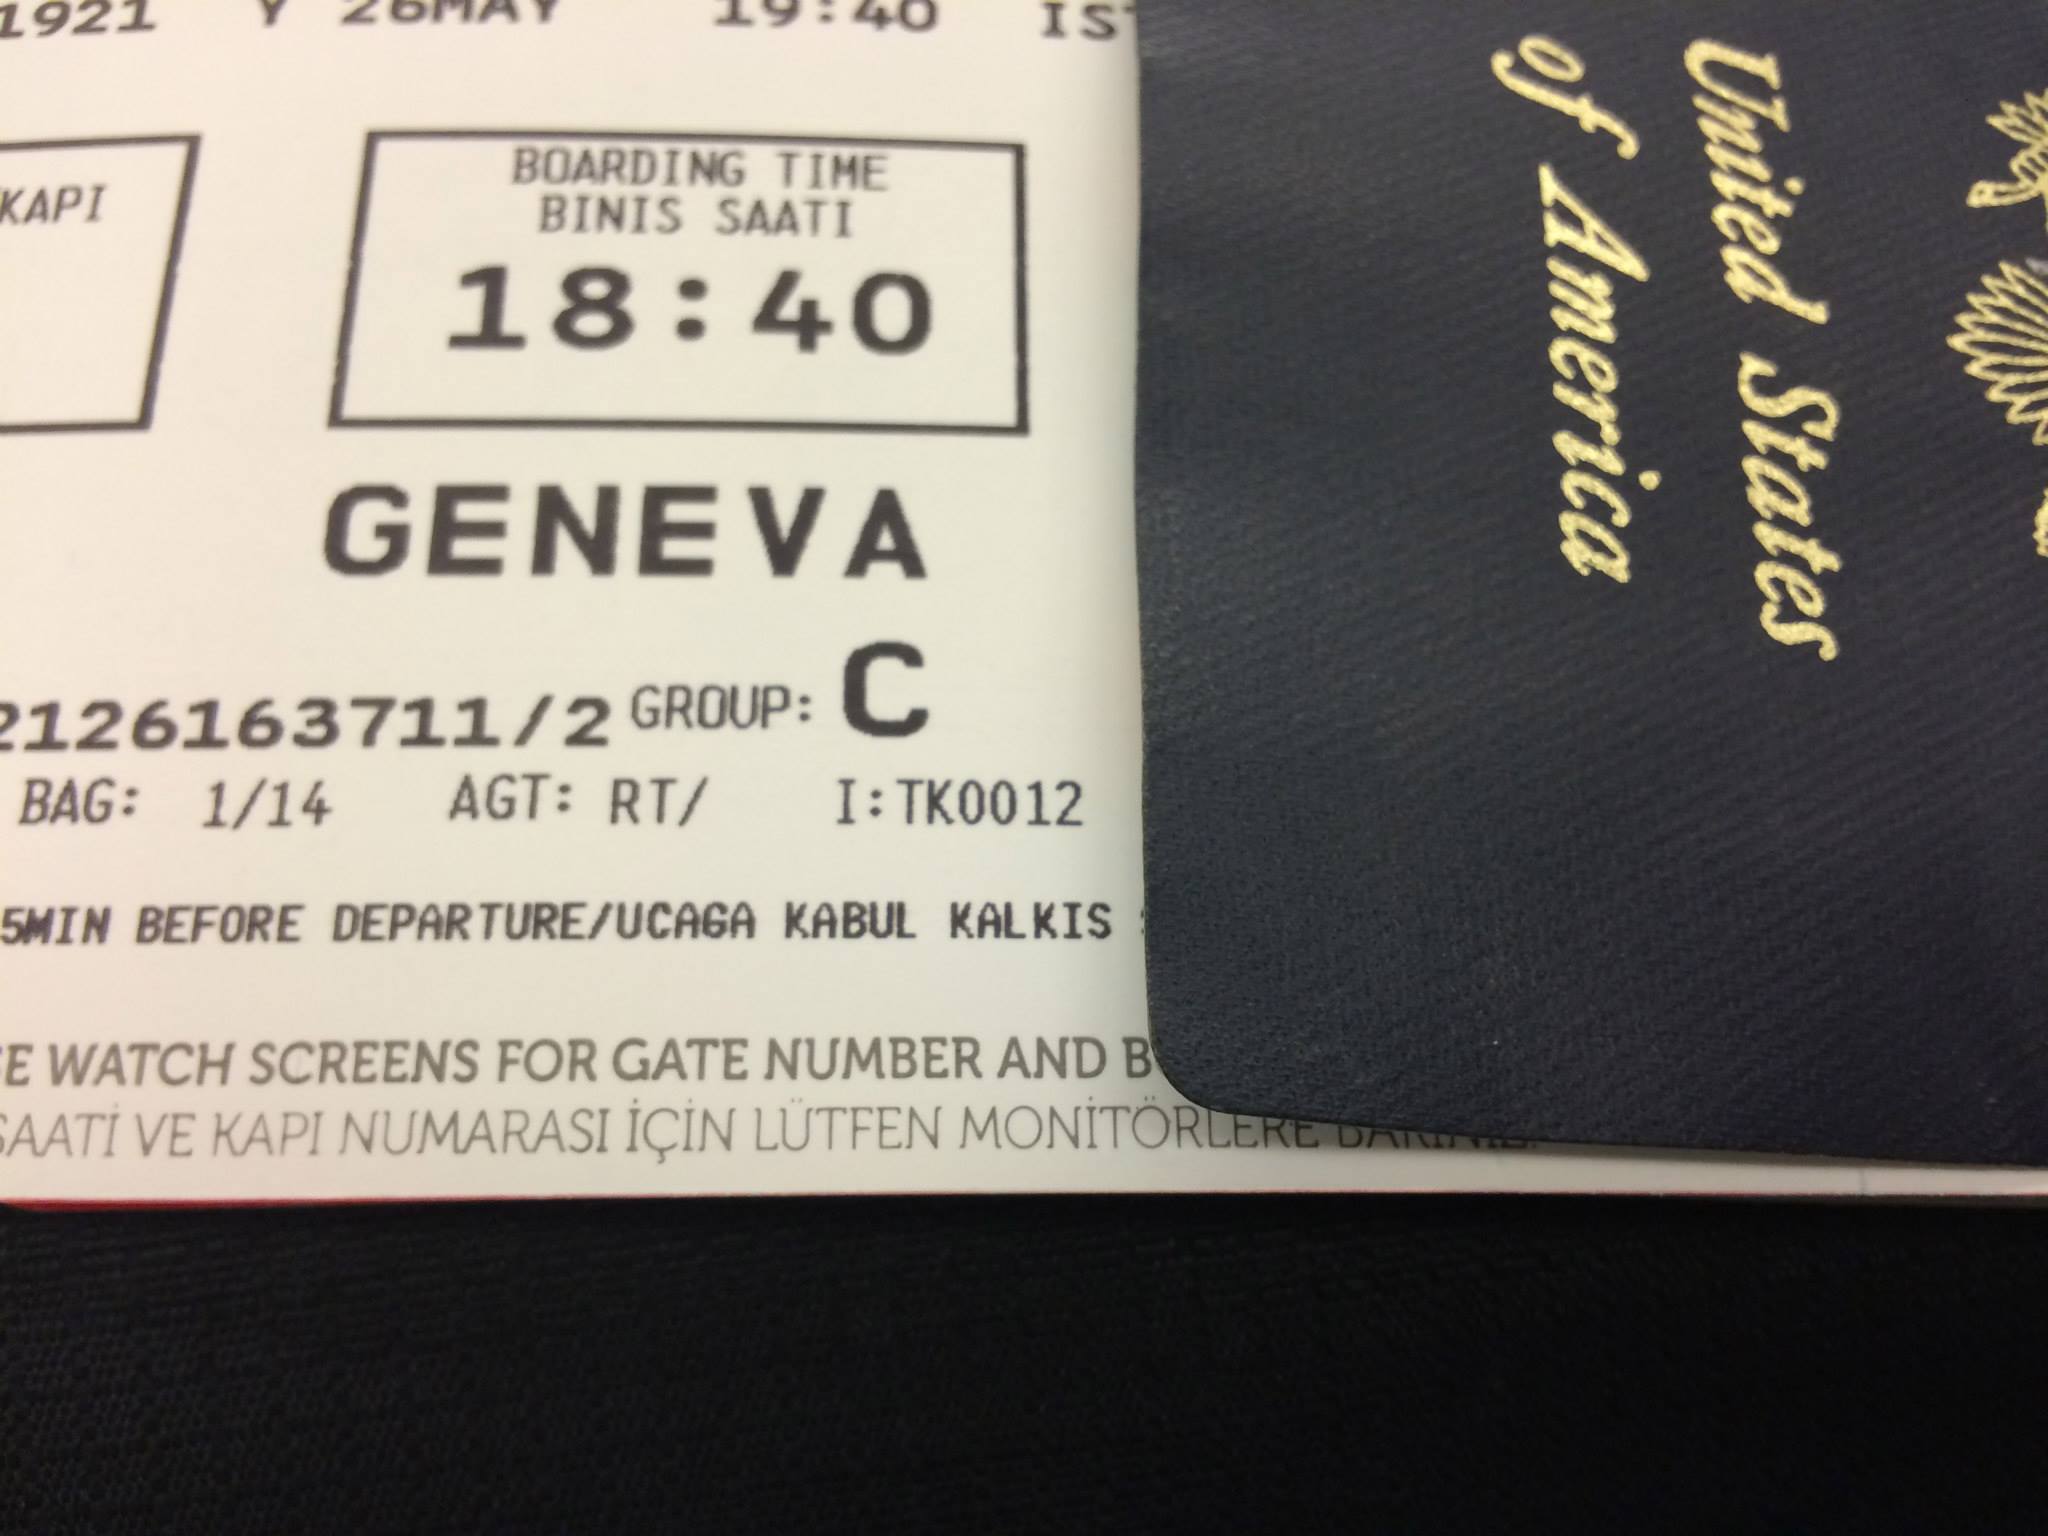 1921 Y 26MAY 19:40 IST
KAPI
BOARDING TIME
BINIS SAATI
18:40
GENEVA
2126163711/2 GROUP: C
BAG: 1/14 AGT: RT/ I:TK0012
5MIN BEFORE DEPARTURE/UCAGA KABUL KALKIS
WATCH SCREENS FOR GATE NUMBER AND B
SAATİ VE KAPI NUMARASI İÇİN LÜTFEN MONİTÖRLERE BAKINIZ.
United States
of America